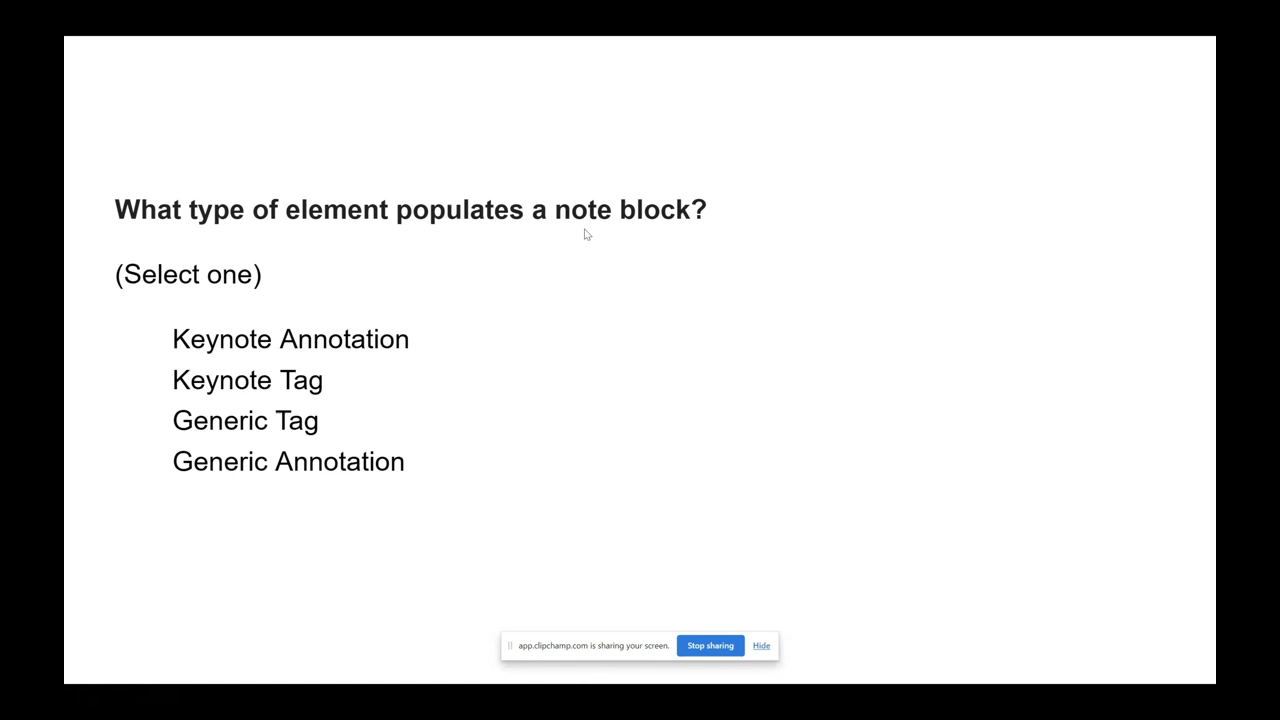 What type of element populates a note block?
(Select one)
Keynote Annotation
Keynote Tag
Generic Tag
Generic Annotation
app.clipchamp.com is sharing your screen. Stop sharing Hide